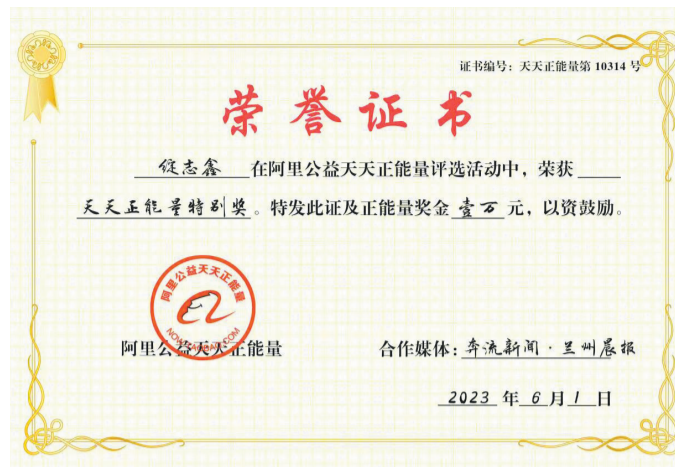 证书编号：天天正能量第 10314 号
荣誉证书
绽志鑫 在阿里公益天天正能量评选活动中，荣获
天天正能量特别奖。特发此证及正能量奖金 壹万 元，以资鼓励。
阿里公益天天正能量
阿里公益天天正能量
合作媒体：奔流新闻·兰州晨报
2023 年 6 月 1 日